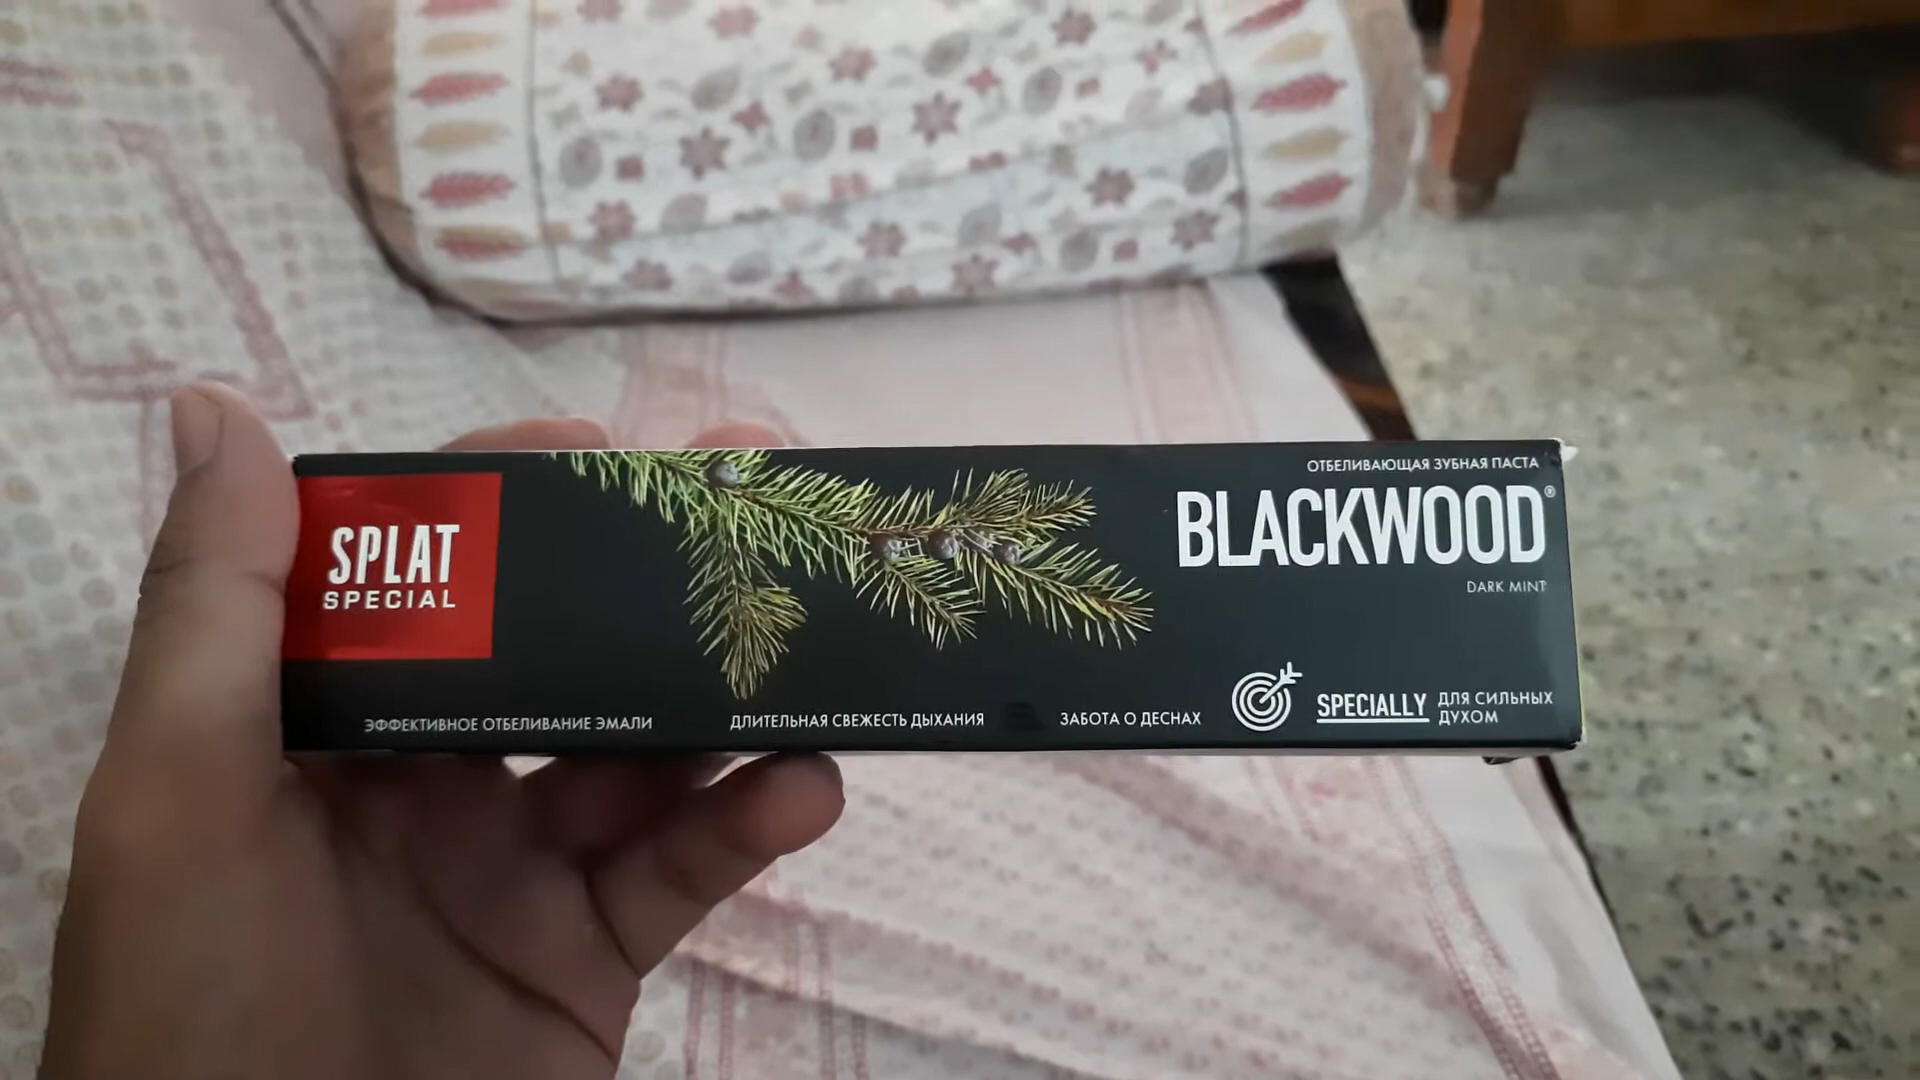 SPLAT
SPECIAL
ОТБЕЛИВАЮЩАЯ ЗУБНАЯ ПАСТА
BLACKWOOD®
DARK MINT
ЭФФЕКТИВНОЕ ОТБЕЛИВАНИЕ ЭМАЛИ
ДЛИТЕЛЬНАЯ СВЕЖЕСТЬ ДЫХАНИЯ
ЗАБОТА О ДЕСНАХ
SPECIALLY ДЛЯ СИЛЬНЫХ
ДУХОМ